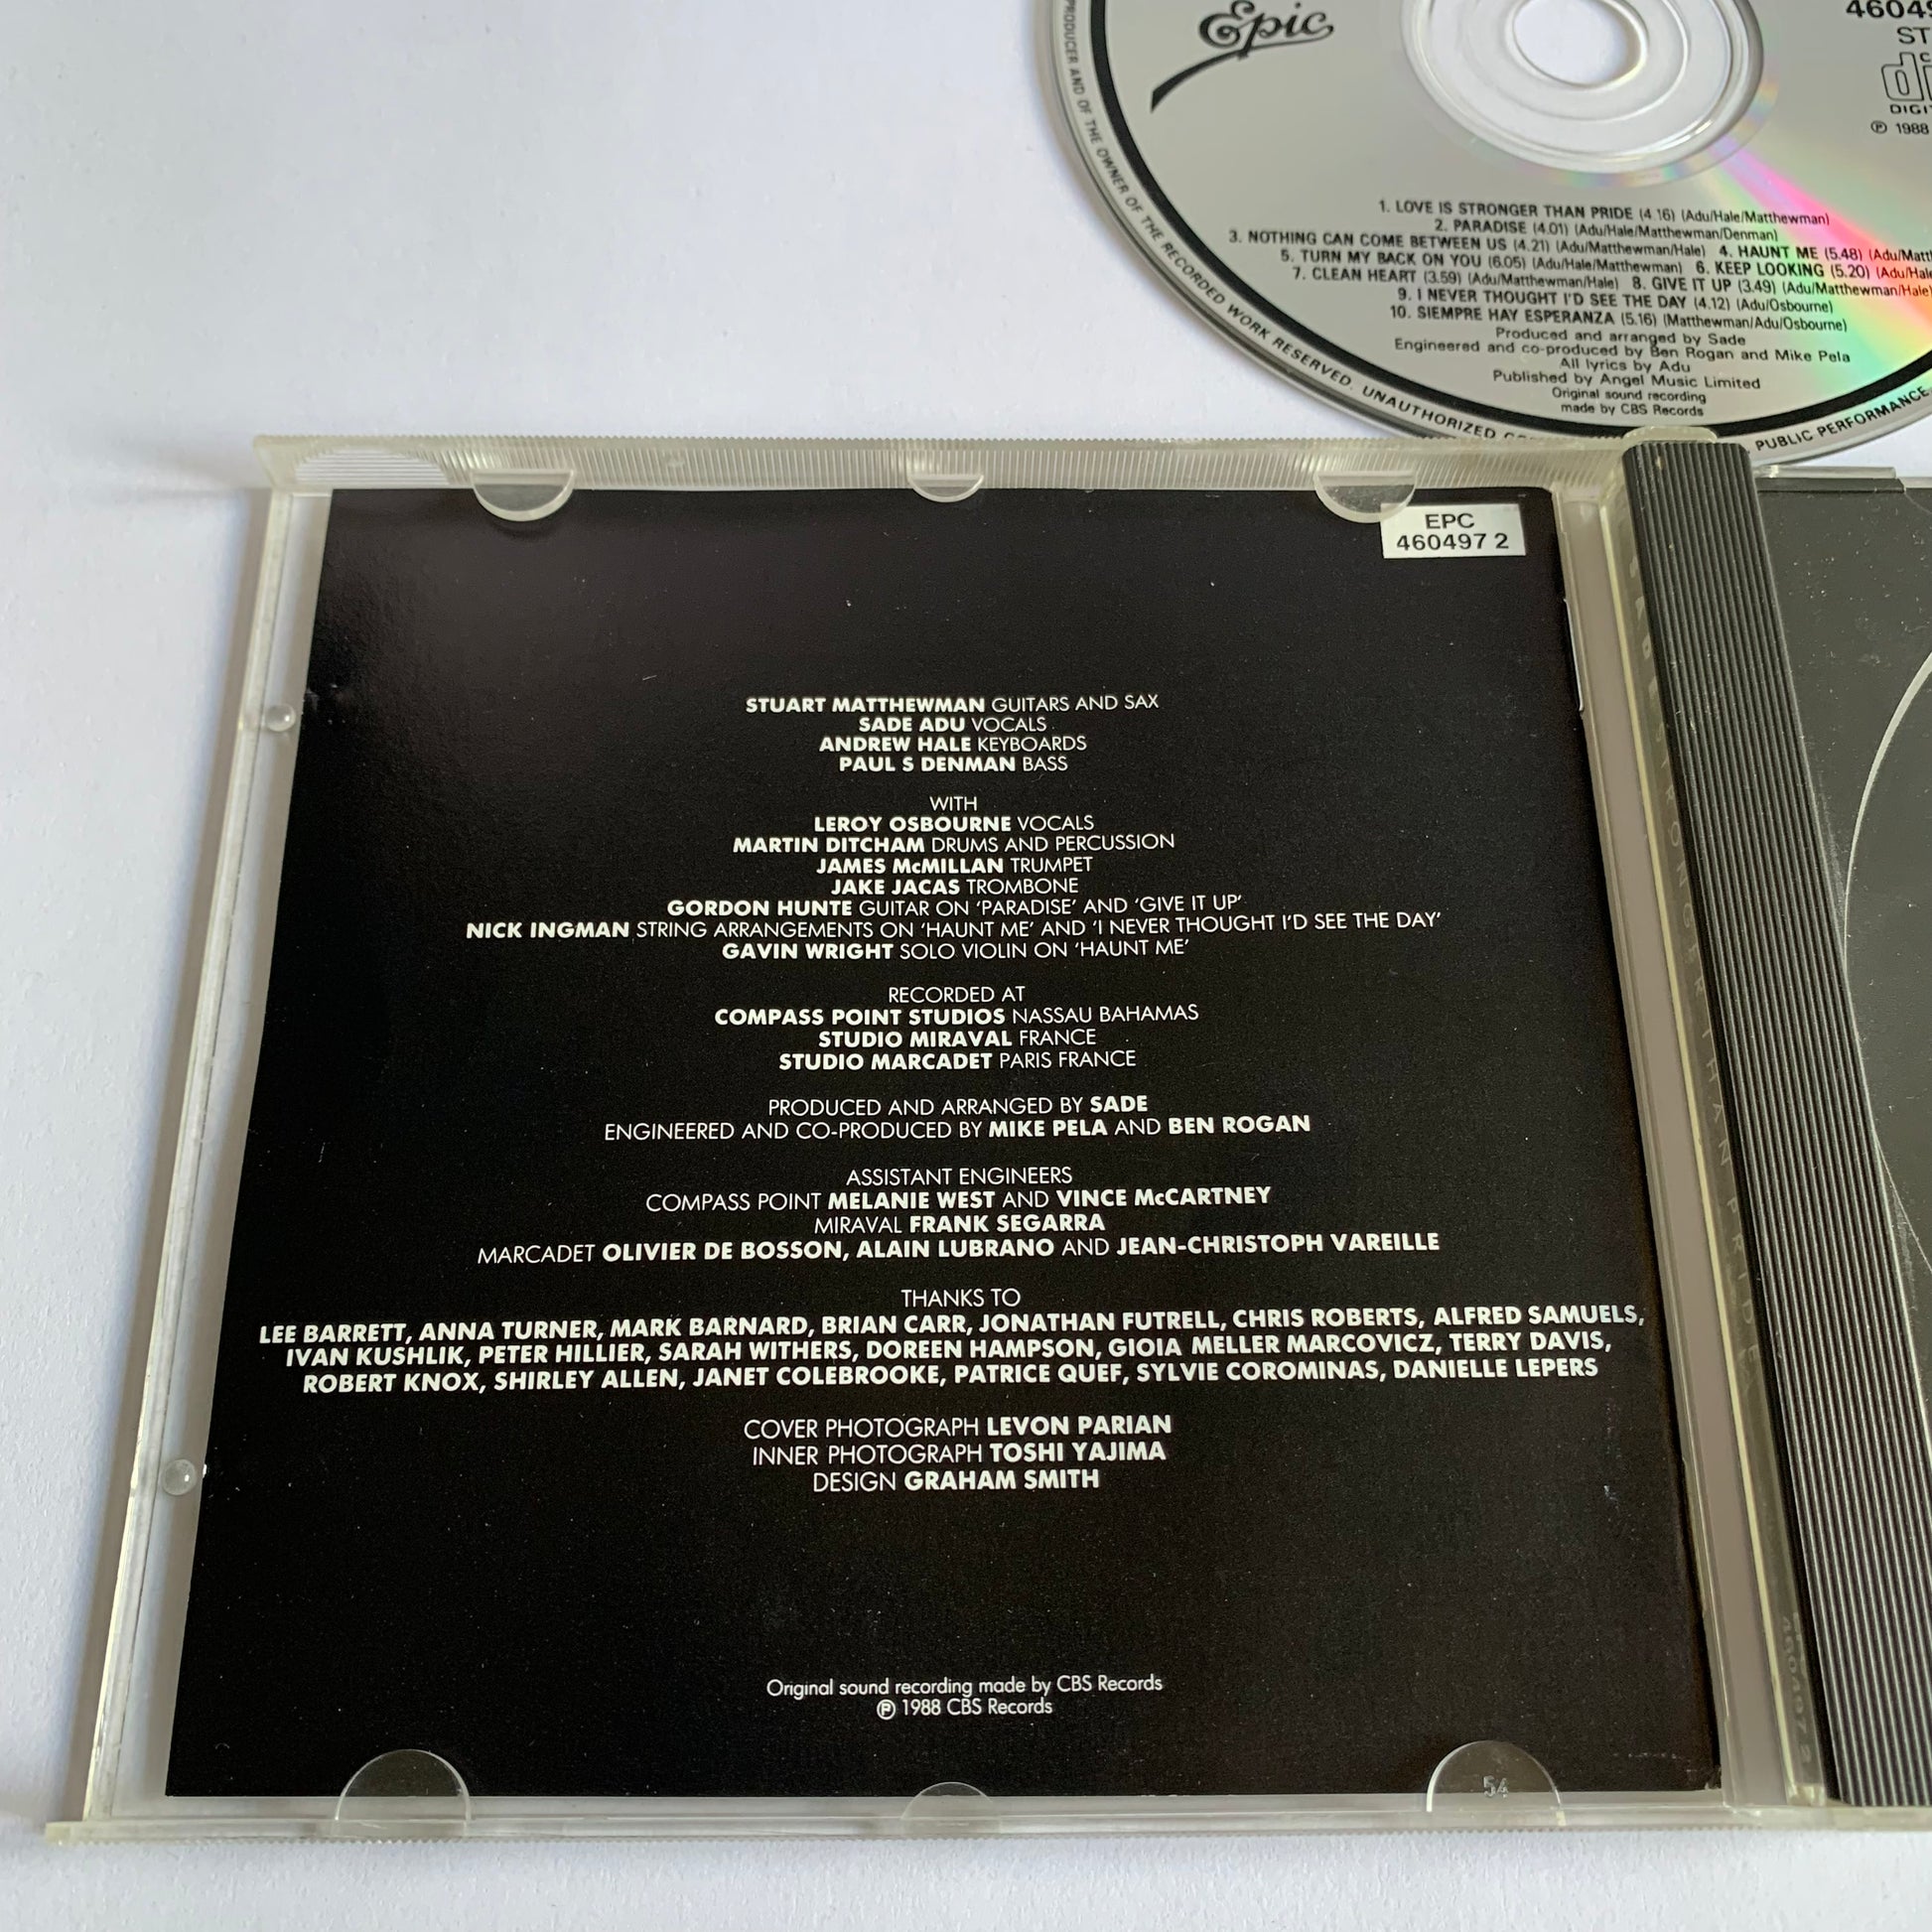 Epic
DIGI
℗ 1988
1. LOVE IS STRONGER THAN PRIDE (4.16) (Adu/Hale/Matthewman)
2. PARADISE (4.01) (Adu/Hale/Matthewman/Denman)
3. NOTHING CAN COME BETWEEN US (4.21) (Adu/Matthewman/Hale) 4. HAUNT ME (5.48) (Adu/Matt
5. TURN MY BACK ON YOU (6.05) (Adu/Hale/Matthewman) 6. KEEP LOOKING (5.20) (Adu/Hale
7. CLEAN HEART (3.59) (Adu/Matthewman/Hale) 8. GIVE IT UP (3.49) (Adu/Matthewman/Hale)
9. I NEVER THOUGHT I'D SEE THE DAY (4.12) (Adu/Osbourne)
10. SIEMPRE HAY ESPERANZA (5.16) (Matthewman/Adu/Osbourne)
Produced and arranged by Sade
Engineered and co-produced by Ben Rogan and Mike Pela
All lyrics by Adu
Published by Angel Music Limited
Original sound recording
made by CBS Records
PRODUCER AND OF THE OWNER OF THE RECORDED WORK RESERVED. UNAUTHORIZED
PUBLIC PERFORMANCE
EPC
460497 2
STUART MATTHEWMAN GUITARS AND SAX
SADE ADU VOCALS
ANDREW HALE KEYBOARDS
PAUL S DENMAN BASS
WITH
LEROY OSBOURNE VOCALS
MARTIN DITCHAM DRUMS AND PERCUSSION
JAMES McMILLAN TRUMPET
JAKE JACAS TROMBONE
GORDON HUNTE GUITAR ON 'PARADISE' AND 'GIVE IT UP'
NICK INGMAN STRING ARRANGEMENTS ON 'HAUNT ME' AND 'I NEVER THOUGHT I'D SEE THE DAY'
GAVIN WRIGHT SOLO VIOLIN ON 'HAUNT ME'
RECORDED AT
COMPASS POINT STUDIOS NASSAU BAHAMAS
STUDIO MIRAVAL FRANCE
STUDIO MARCADET PARIS FRANCE
PRODUCED AND ARRANGED BY SADE
ENGINEERED AND CO-PRODUCED BY MIKE PELA AND BEN ROGAN
ASSISTANT ENGINEERS
COMPASS POINT MELANIE WEST AND VINCE McCARTNEY
MIRAVAL FRANK SEGARRA
MARCADET OLIVIER DE BOSSON, ALAIN LUBRANO AND JEAN-CHRISTOPH VAREILLE
THANKS TO
LEE BARRETT, ANNA TURNER, MARK BARNARD, BRIAN CARR, JONATHAN FUTRELL, CHRIS ROBERTS, ALFRED SAMUELS,
IVAN KUSHLIK, PETER HILLIER, SARAH WITHERS, DOREEN HAMPSON, GIOIA MELLER MARCOVICZ, TERRY DAVIS,
ROBERT KNOX, SHIRLEY ALLEN, JANET COLEBROOKE, PATRICE QUEF, SYLVIE COROMINAS, DANIELLE LEPERS
COVER PHOTOGRAPH LEVON PARIAN
INNER PHOTOGRAPH TOSHI YAJIMA
DESIGN GRAHAM SMITH
Original sound recording made by CBS Records
℗ 1988 CBS Records
54